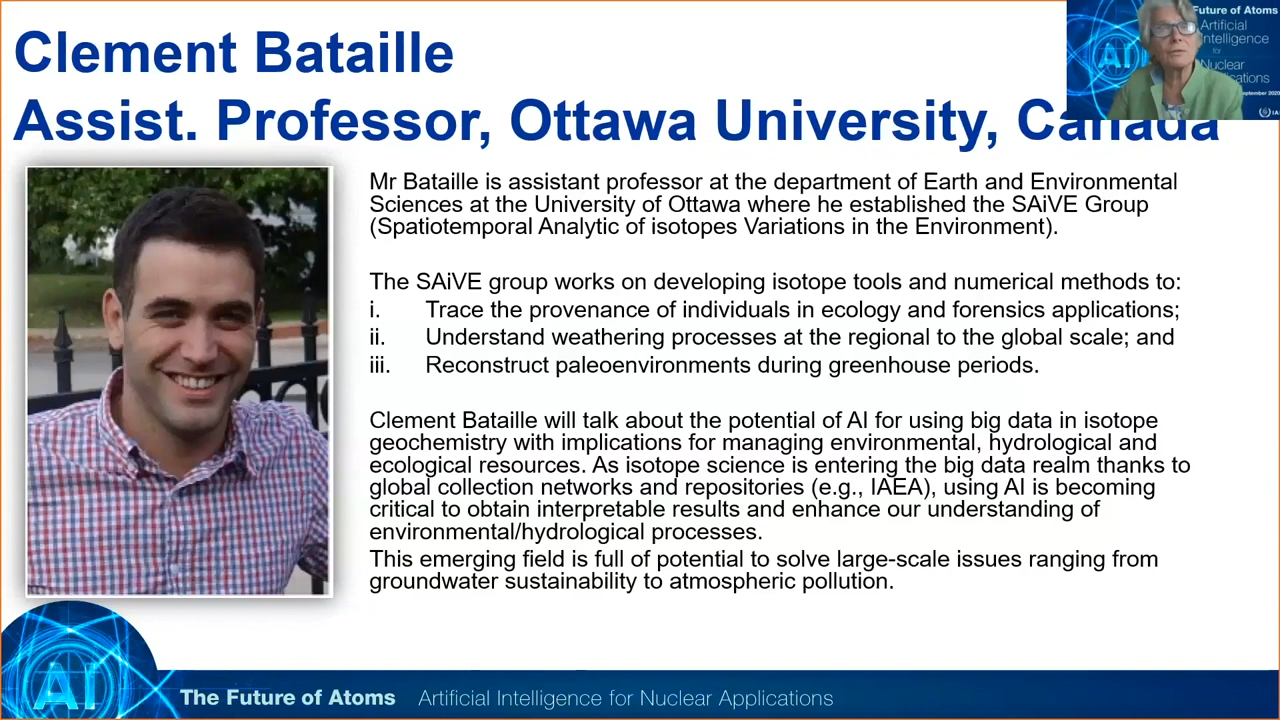 Clement Bataille
Assist. Professor, Ottawa University, Canada
Future of Atoms
Artificial
Intelligence
for
Nuclear
AI
September 2020
Mr Bataille is assistant professor at the department of Earth and Environmental
Sciences at the University of Ottawa where he established the SAiVE Group
(Spatiotemporal Analytic of isotopes Variations in the Environment).
The SAiVE group works on developing isotope tools and numerical methods to:
i. Trace the provenance of individuals in ecology and forensics applications;
ii. Understand weathering processes at the regional to the global scale; and
iii. Reconstruct paleoenvironments during greenhouse periods.
Clement Bataille will talk about the potential of AI for using big data in isotope
geochemistry with implications for managing environmental, hydrological and
ecological resources. As isotope science is entering the big data realm thanks to
global collection networks and repositories (e.g., IAEA), using AI is becoming
critical to obtain interpretable results and enhance our understanding of
environmental/hydrological processes.
This emerging field is full of potential to solve large-scale issues ranging from
groundwater sustainability to atmospheric pollution.
AI
The Future of Atoms Artificial Intelligence for Nuclear Applications